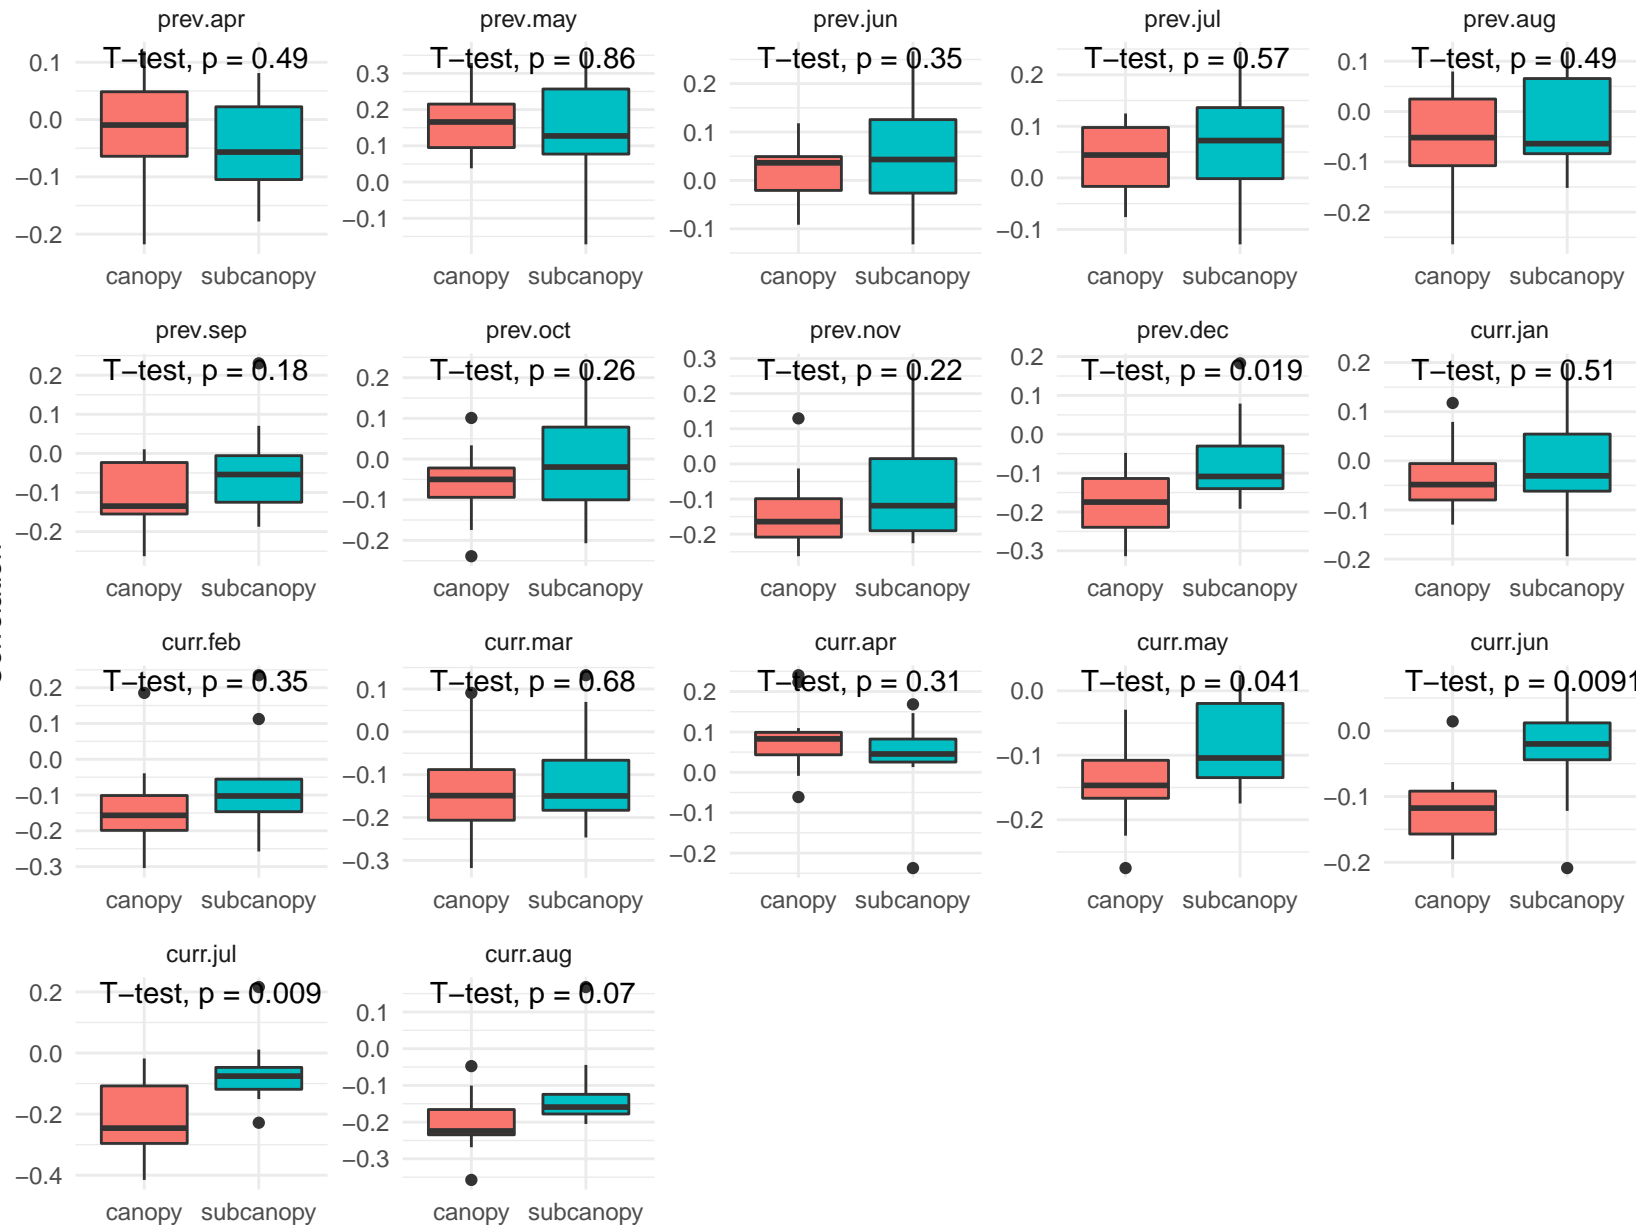 prev.apr prev.may prev.jun prev.jul prev.aug
T−test, p = 0.49 T−test, p = 0.86 T−test, p = 0.35 T−test, p = 0.57 T−test, p = 0.49
0.1 0.0 −0.1 −0.2
0.3 0.2 0.1 0.0 −0.1
0.2 0.1 0.0 −0.1
0.2 0.1 0.0 −0.1
0.1 0.0 −0.1 −0.2
canopy subcanopy canopy subcanopy canopy subcanopy canopy subcanopy canopy subcanopy
prev.sep prev.oct prev.nov prev.dec curr.jan
T−test, p = 0.18 T−test, p = 0.26 T−test, p = 0.22 T−test, p = 0.019 T−test, p = 0.51
0.2 0.1 0.0 −0.1 −0.2
0.2 0.1 0.0 −0.1 −0.2
0.3 0.2 0.1 0.0 −0.1 −0.2
0.2 0.1 0.0 −0.1 −0.2 −0.3
0.2 0.1 0.0 −0.1 −0.2
canopy subcanopy canopy subcanopy canopy subcanopy canopy subcanopy canopy subcanopy
curr.feb curr.mar curr.apr curr.may curr.jun
T−test, p = 0.35 T−test, p = 0.68 T−test, p = 0.31 T−test, p = 0.041 T−test, p = 0.0091
0.2 0.1 0.0 −0.1 −0.2 −0.3
0.1 0.0 −0.1 −0.2 −0.3
0.2 0.1 0.0 −0.1 −0.2
0.0 −0.1 −0.2
0.0 −0.1 −0.2
canopy subcanopy canopy subcanopy canopy subcanopy canopy subcanopy canopy subcanopy
curr.jul curr.aug
T−test, p = 0.009 T−test, p = 0.07
0.2 0.0 −0.2 −0.4
0.1 0.0 −0.1 −0.2 −0.3
canopy subcanopy canopy subcanopy